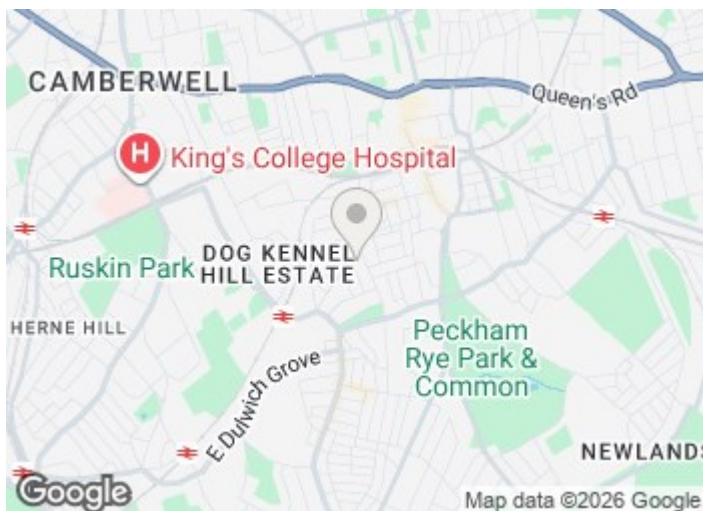 CAMBERWELL
Queen's Rd
H
King's College Hospital
DOG KENNEL
HILL ESTATE
Ruskin Park
HERNE HILL
Peckham
Rye Park &
Common
E Dulwich Grove
NEWLANDS
Google
Map data ©2026 Google